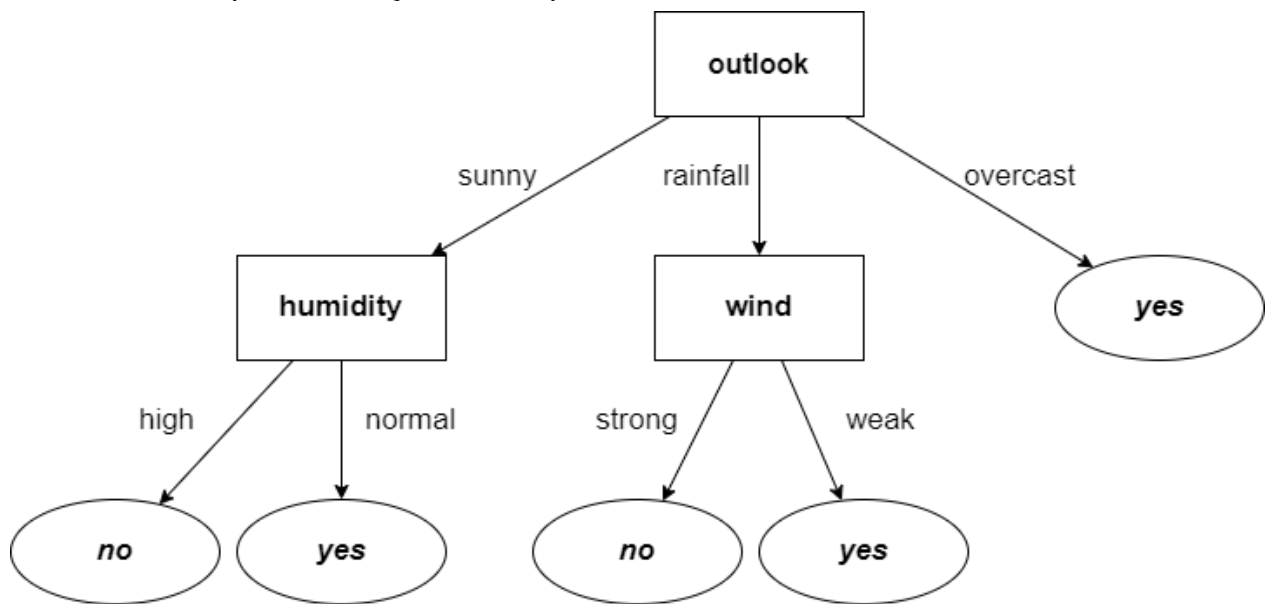 outlook
sunny rainfall overcast
humidity wind yes
high normal strong weak
no yes no yes